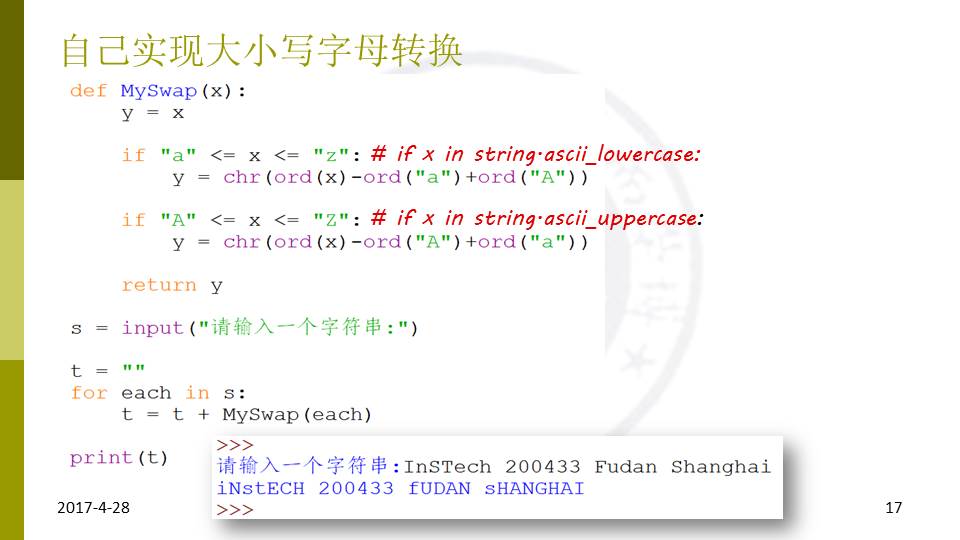 自己实现大小写字母转换
def MySwap(x):
    y = x
    if "a" <= x <= "z": # if x in string.ascii_lowercase:
        y = chr(ord(x)-ord("a")+ord("A"))
    if "A" <= x <= "Z": # if x in string.ascii_uppercase:
        y = chr(ord(x)-ord("A")+ord("a"))
    return y
s = input("请输入一个字符串:")
t = ""
for each in s:
    t = t + MySwap(each)
print(t)
>>>
请输入一个字符串:InSTech 200433 Fudan Shanghai
iNstECH 200433 fUDAN sHANGHAI
>>>
2017-4-28
17